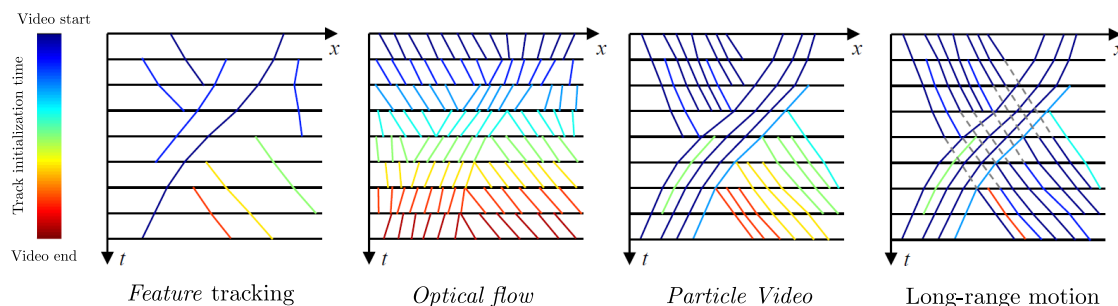 Video start
Track initialization time
Video end
x
t
Feature tracking
x
t
Optical flow
x
t
Particle Video
x
t
Long-range motion